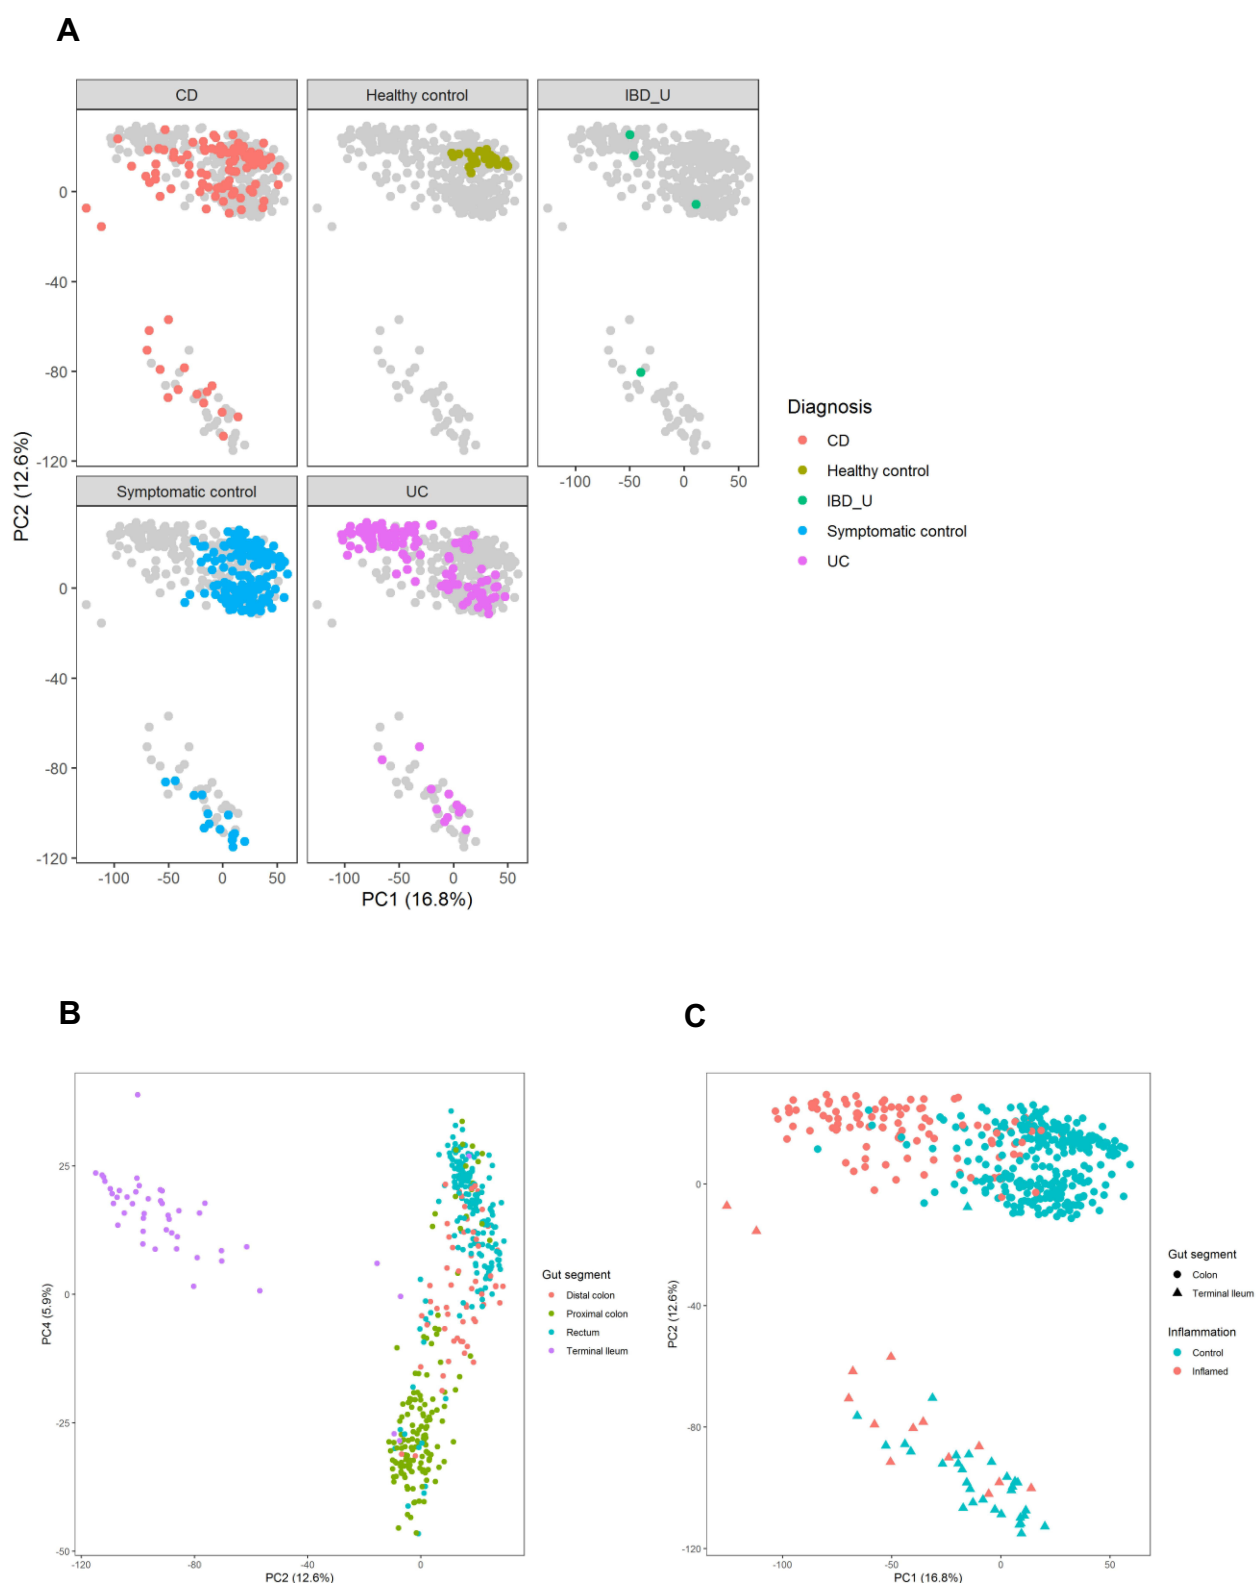 A
CD
Healthy control
IBD_U
0
-40
-80
-120
-100
-50
0
50
Symptomatic control
UC
0
-40
-80
-120
-100
-50
0
50
-100
-50
0
50
PC1 (16.8%)
PC2 (12.6%)
Diagnosis
CD
Healthy control
IBD_U
Symptomatic control
UC
B
25
0
-25
-50
-120
-80
-40
0
PC2 (12.6%)
PC4 (5.9%)
Gut segment
Distal colon
Proximal colon
Rectum
Terminal Ileum
C
0
-40
-80
-120
-100
-50
0
50
PC1 (16.8%)
PC2 (12.6%)
Gut segment
Colon
Terminal Ileum
Inflammation
Control
Inflamed